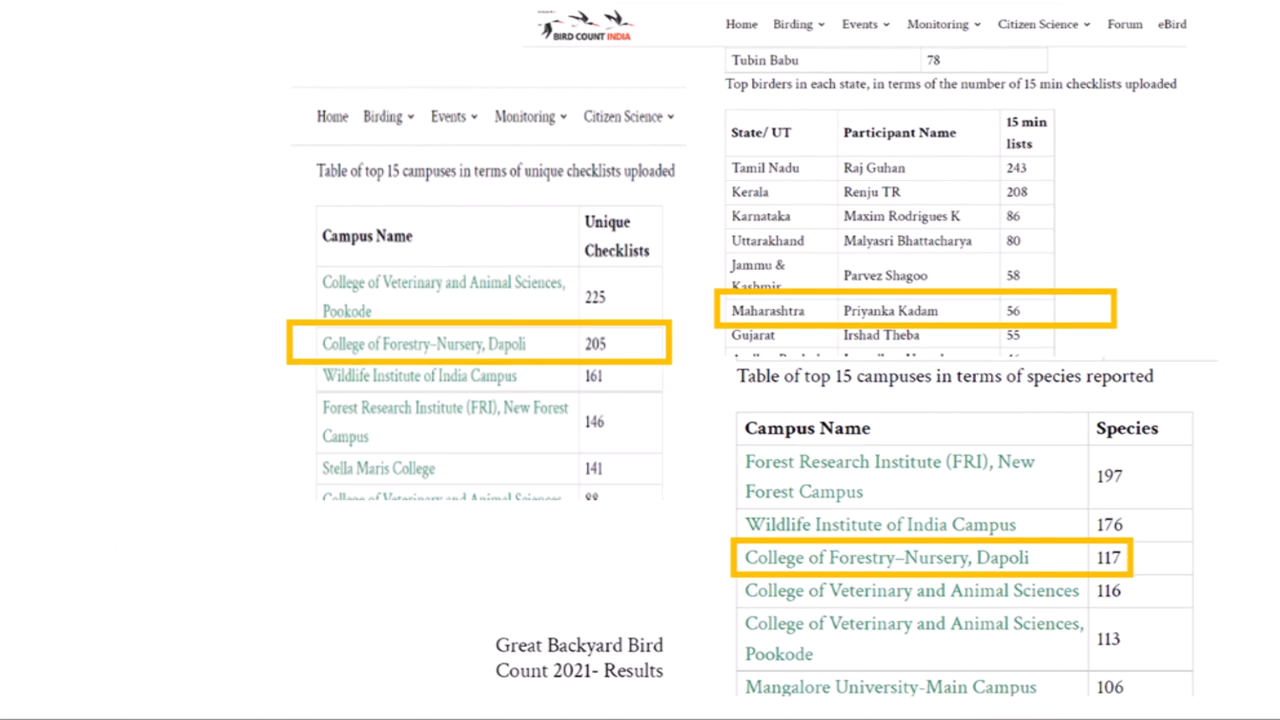 Home Birding Events Monitoring Citizen Science
Table of top 15 campuses in terms of unique checklists uploaded
Campus Name Unique
Checklists
College of Veterinary and Animal Sciences,
Pookode 225
College of Forestry–Nursery, Dapoli 205
Wildlife Institute of India Campus 161
Forest Research Institute (FRI), New Forest
Campus 146
Stella Maris College 141
College of Veterinary and Animal Sciences 88
Great Backyard Bird
Count 2021- Results
BIRD COUNT INDIA
Home Birding Events Monitoring Citizen Science Forum eBird
Tubin Babu 78
Top birders in each state, in terms of the number of 15 min checklists uploaded
State/ UT Participant Name 15 min
lists
Tamil Nadu Raj Guhan 243
Kerala Renju TR 208
Karnataka Maxim Rodrigues K 86
Uttarakhand Malyasri Bhattacharya 80
Jammu &
Kashmir Parvez Shagoo 58
Maharashtra Priyanka Kadam 56
Gujarat Irshad Theba 55
Table of top 15 campuses in terms of species reported
Campus Name Species
Forest Research Institute (FRI), New
Forest Campus 197
Wildlife Institute of India Campus 176
College of Forestry–Nursery, Dapoli 117
College of Veterinary and Animal Sciences 116
College of Veterinary and Animal Sciences,
Pookode 113
Mangalore University-Main Campus 106